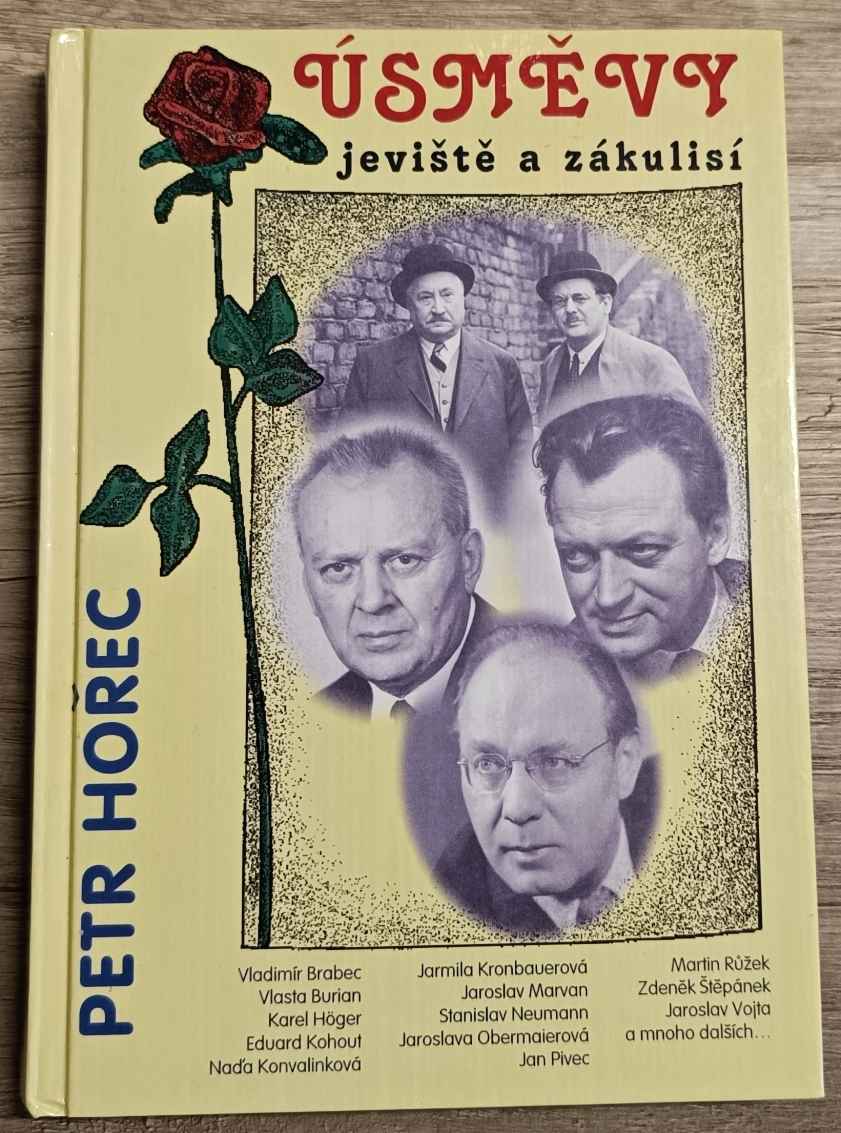 ÚSMĚVY
jeviště a zákulisí
PETR HOŘEC
Vladimír Brabec
Vlasta Burian
Karel Höger
Eduard Kohout
Naďa Konvalinková
Jarmila Kronbauerová
Jaroslav Marvan
Stanislav Neumann
Jaroslava Obermaierová
Jan Pivec
Martin Růžek
Zdeněk Štěpánek
Jaroslav Vojta
a mnoho dalších...